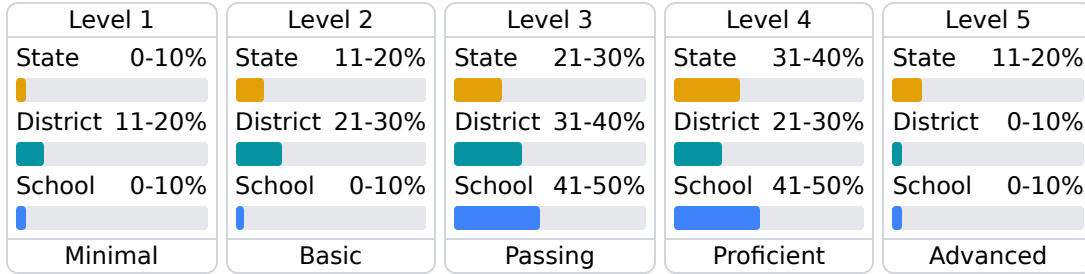 Level 1
State 0-10%
District 11-20%
School 0-10%
Minimal
Level 2
State 11-20%
District 21-30%
School 0-10%
Basic
Level 3
State 21-30%
District 31-40%
School 41-50%
Passing
Level 4
State 31-40%
District 21-30%
School 41-50%
Proficient
Level 5
State 11-20%
District 0-10%
School 0-10%
Advanced